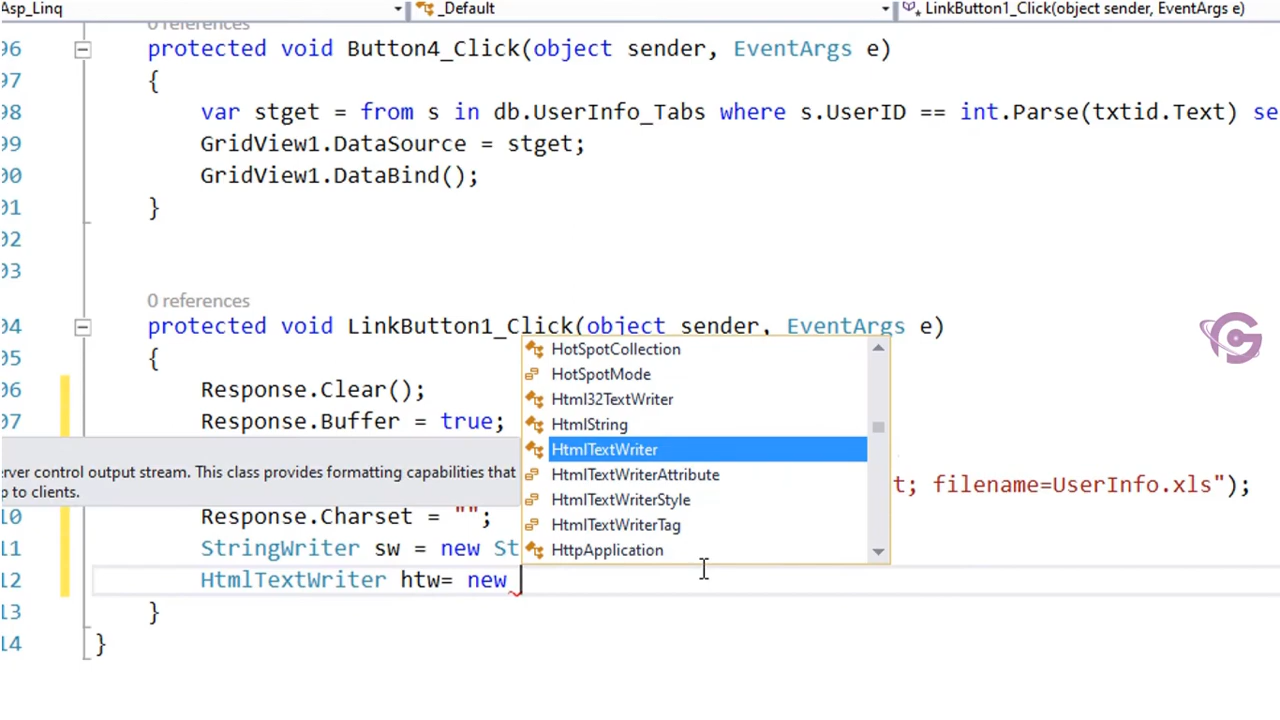 Asp_Linq _Default LinkButton1_Click(object sender, EventArgs e)
0 references
96 protected void Button4_Click(object sender, EventArgs e)
97 {
98 var stget = from s in db.UserInfo_Tabs where s.UserID == int.Parse(txtid.Text) se
99 GridView1.DataSource = stget;
00 GridView1.DataBind();
01 }
02
03
0 references
04 protected void LinkButton1_Click(object sender, EventArgs e)
05 {
06 Response.Clear();
07 Response.Buffer = true;
t; filename=UserInfo.xls");
10 Response.Charset = "";
11 StringWriter sw = new St
12 HtmlTextWriter htw= new
13 }
14 }
HotSpotCollection
HotSpotMode
Html32TextWriter
HtmlString
HtmlTextWriter
HtmlTextWriterAttribute
HtmlTextWriterStyle
HtmlTextWriterTag
HttpApplication
erver control output stream. This class provides formatting capabilities that
p to clients.